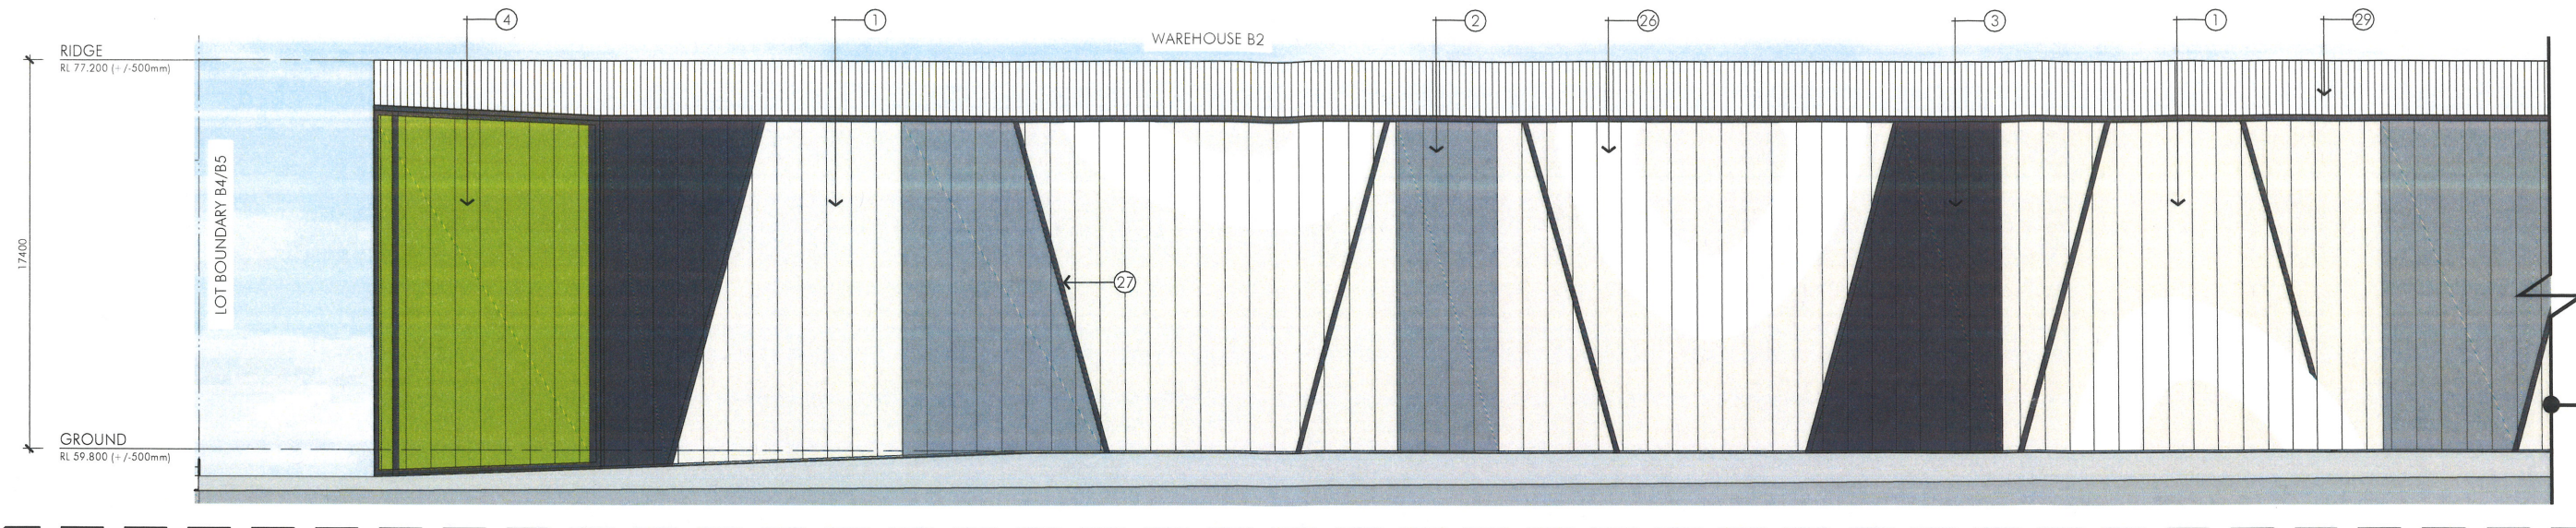 4
1
2
26
3
1
29
WAREHOUSE B2
RIDGE
RL 77.200 (+/-500mm)
LOT BOUNDARY B4/B5
17400
27
GROUND
RL 59.800 (+/-500mm)